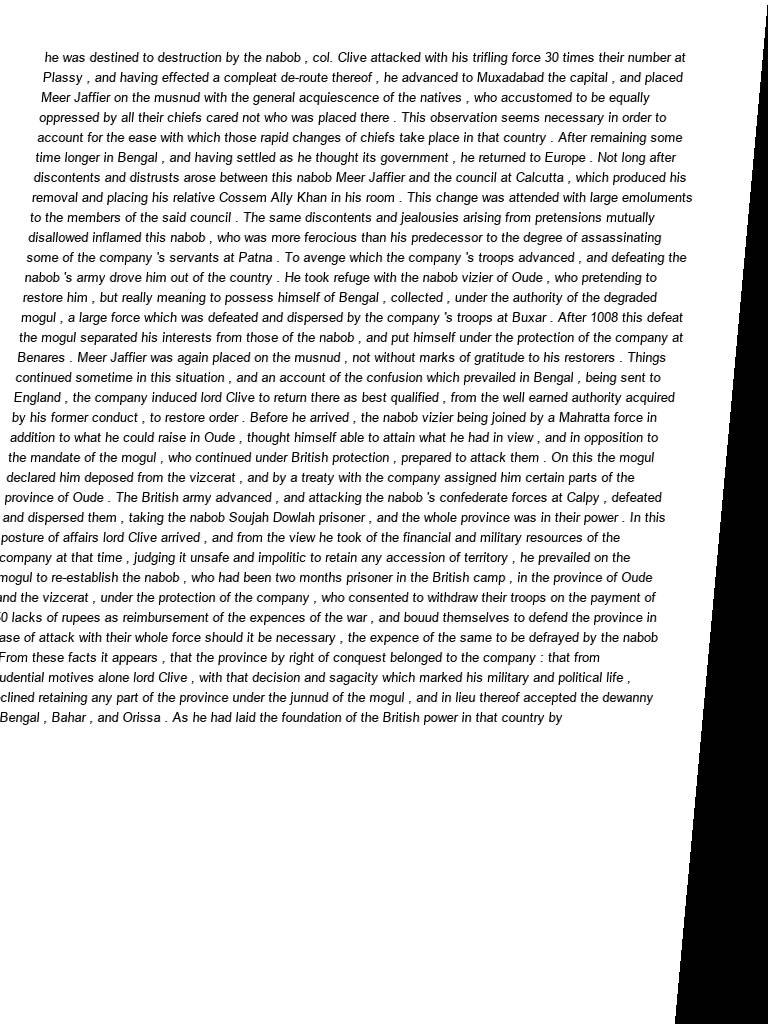 he was destined to destruction by the nabob , col. Clive attacked with his trifling force 30 times their number at
Plassy , and having effected a compleat de-route thereof , he advanced to Muxadabad the capital , and placed
Meer Jaffier on the musnud with the general acquiescence of the natives , who accustomed to be equally
oppressed by all their chiefs cared not who was placed there . This observation seems necessary in order to
account for the ease with which those rapid changes of chiefs take place in that country . After remaining some
time longer in Bengal , and having settled as he thought its government , he returned to Europe . Not long after
discontents and distrusts arose between this nabob Meer Jaffier and the council at Calcutta , which produced his
removal and placing his relative Cossem Ally Khan in his room . This change was attended with large emoluments
to the members of the said council . The same discontents and jealousies arising from pretensions mutually
disallowed inflamed this nabob , who was more ferocious than his predecessor to the degree of assassinating
some of the company 's servants at Patna . To avenge which the company 's troops advanced , and defeating the
nabob 's army drove him out of the country . He took refuge with the nabob vizier of Oude , who pretending to
restore him , but really meaning to possess himself of Bengal , collected , under the authority of the degraded
mogul , a large force which was defeated and dispersed by the company 's troops at Buxar . After 1008 this defeat
the mogul separated his interests from those of the nabob , and put himself under the protection of the company at
Benares . Meer Jaffier was again placed on the musnud , not without marks of gratitude to his restorers . Things
continued sometime in this situation , and an account of the confusion which prevailed in Bengal , being sent to
England , the company induced lord Clive to return there as best qualified , from the well earned authority acquired
by his former conduct , to restore order . Before he arrived , the nabob vizier being joined by a Mahratta force in
addition to what he could raise in Oude , thought himself able to attain what he had in view , and in opposition to
the mandate of the mogul , who continued under British protection , prepared to attack them . On this the mogul
declared him deposed from the vizcerat , and by a treaty with the company assigned him certain parts of the
province of Oude . The British army advanced , and attacking the nabob 's confederate forces at Calpy , defeated
and dispersed them , taking the nabob Soujah Dowlah prisoner , and the whole province was in their power . In this
posture of affairs lord Clive arrived , and from the view he took of the financial and military resources of the
company at that time , judging it unsafe and impolitic to retain any accession of territory , he prevailed on the
mogul to re-establish the nabob , who had been two months prisoner in the British camp , in the province of Oude
and the vizcerat , under the protection of the company , who consented to withdraw their troops on the payment of
lacks of rupees as reimbursement of the expences of the war , and bouud themselves to defend the province in
of attack with their whole force should it be necessary , the expence of the same to be defrayed by the nabob
From these facts it appears , that the province by right of conquest belonged to the company : that from
motives alone lord Clive , with that decision and sagacity which marked his military and political life ,
retaining any part of the province under the junnud of the mogul , and in lieu thereof accepted the dewanny
Bengal , Bahar , and Orissa . As he had laid the foundation of the British power in that country by